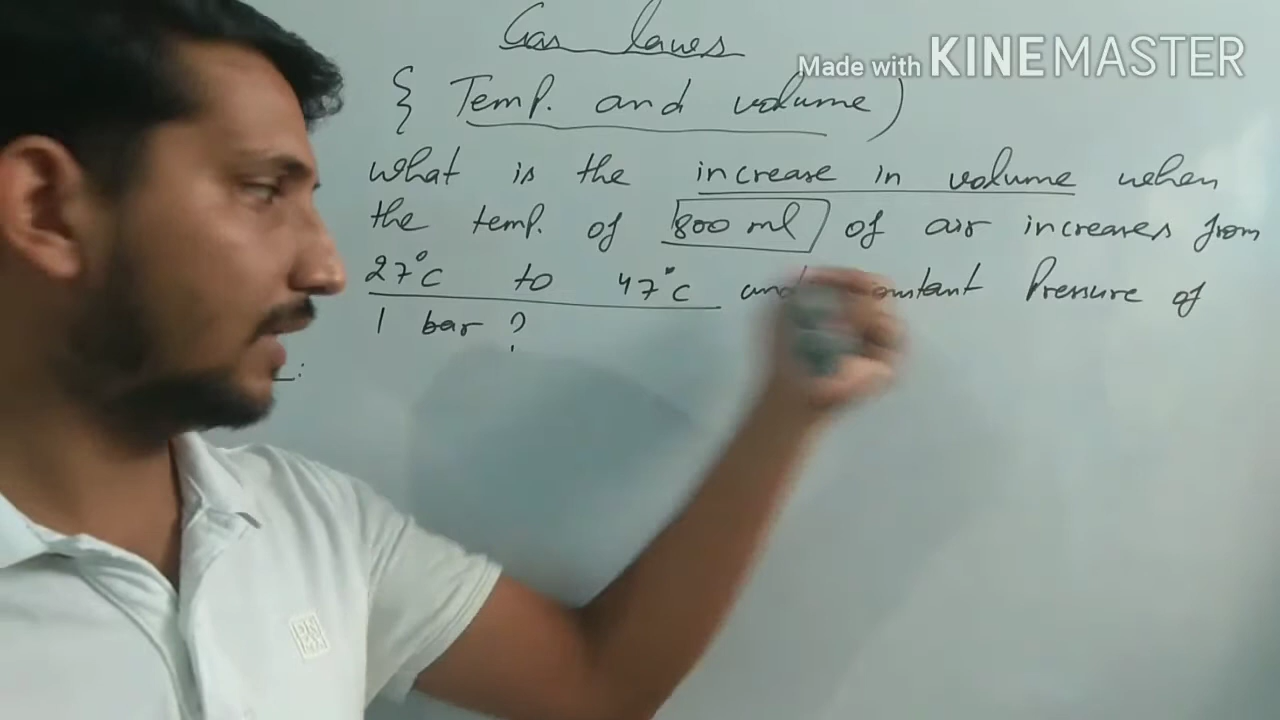 Gas laws
Made with KINEMASTER
{ Temp. and volume )
What is the increase in volume when
the temp. of 800 ml of air increases from
27°c to 47°c and constant Pressure of
1 bar ?